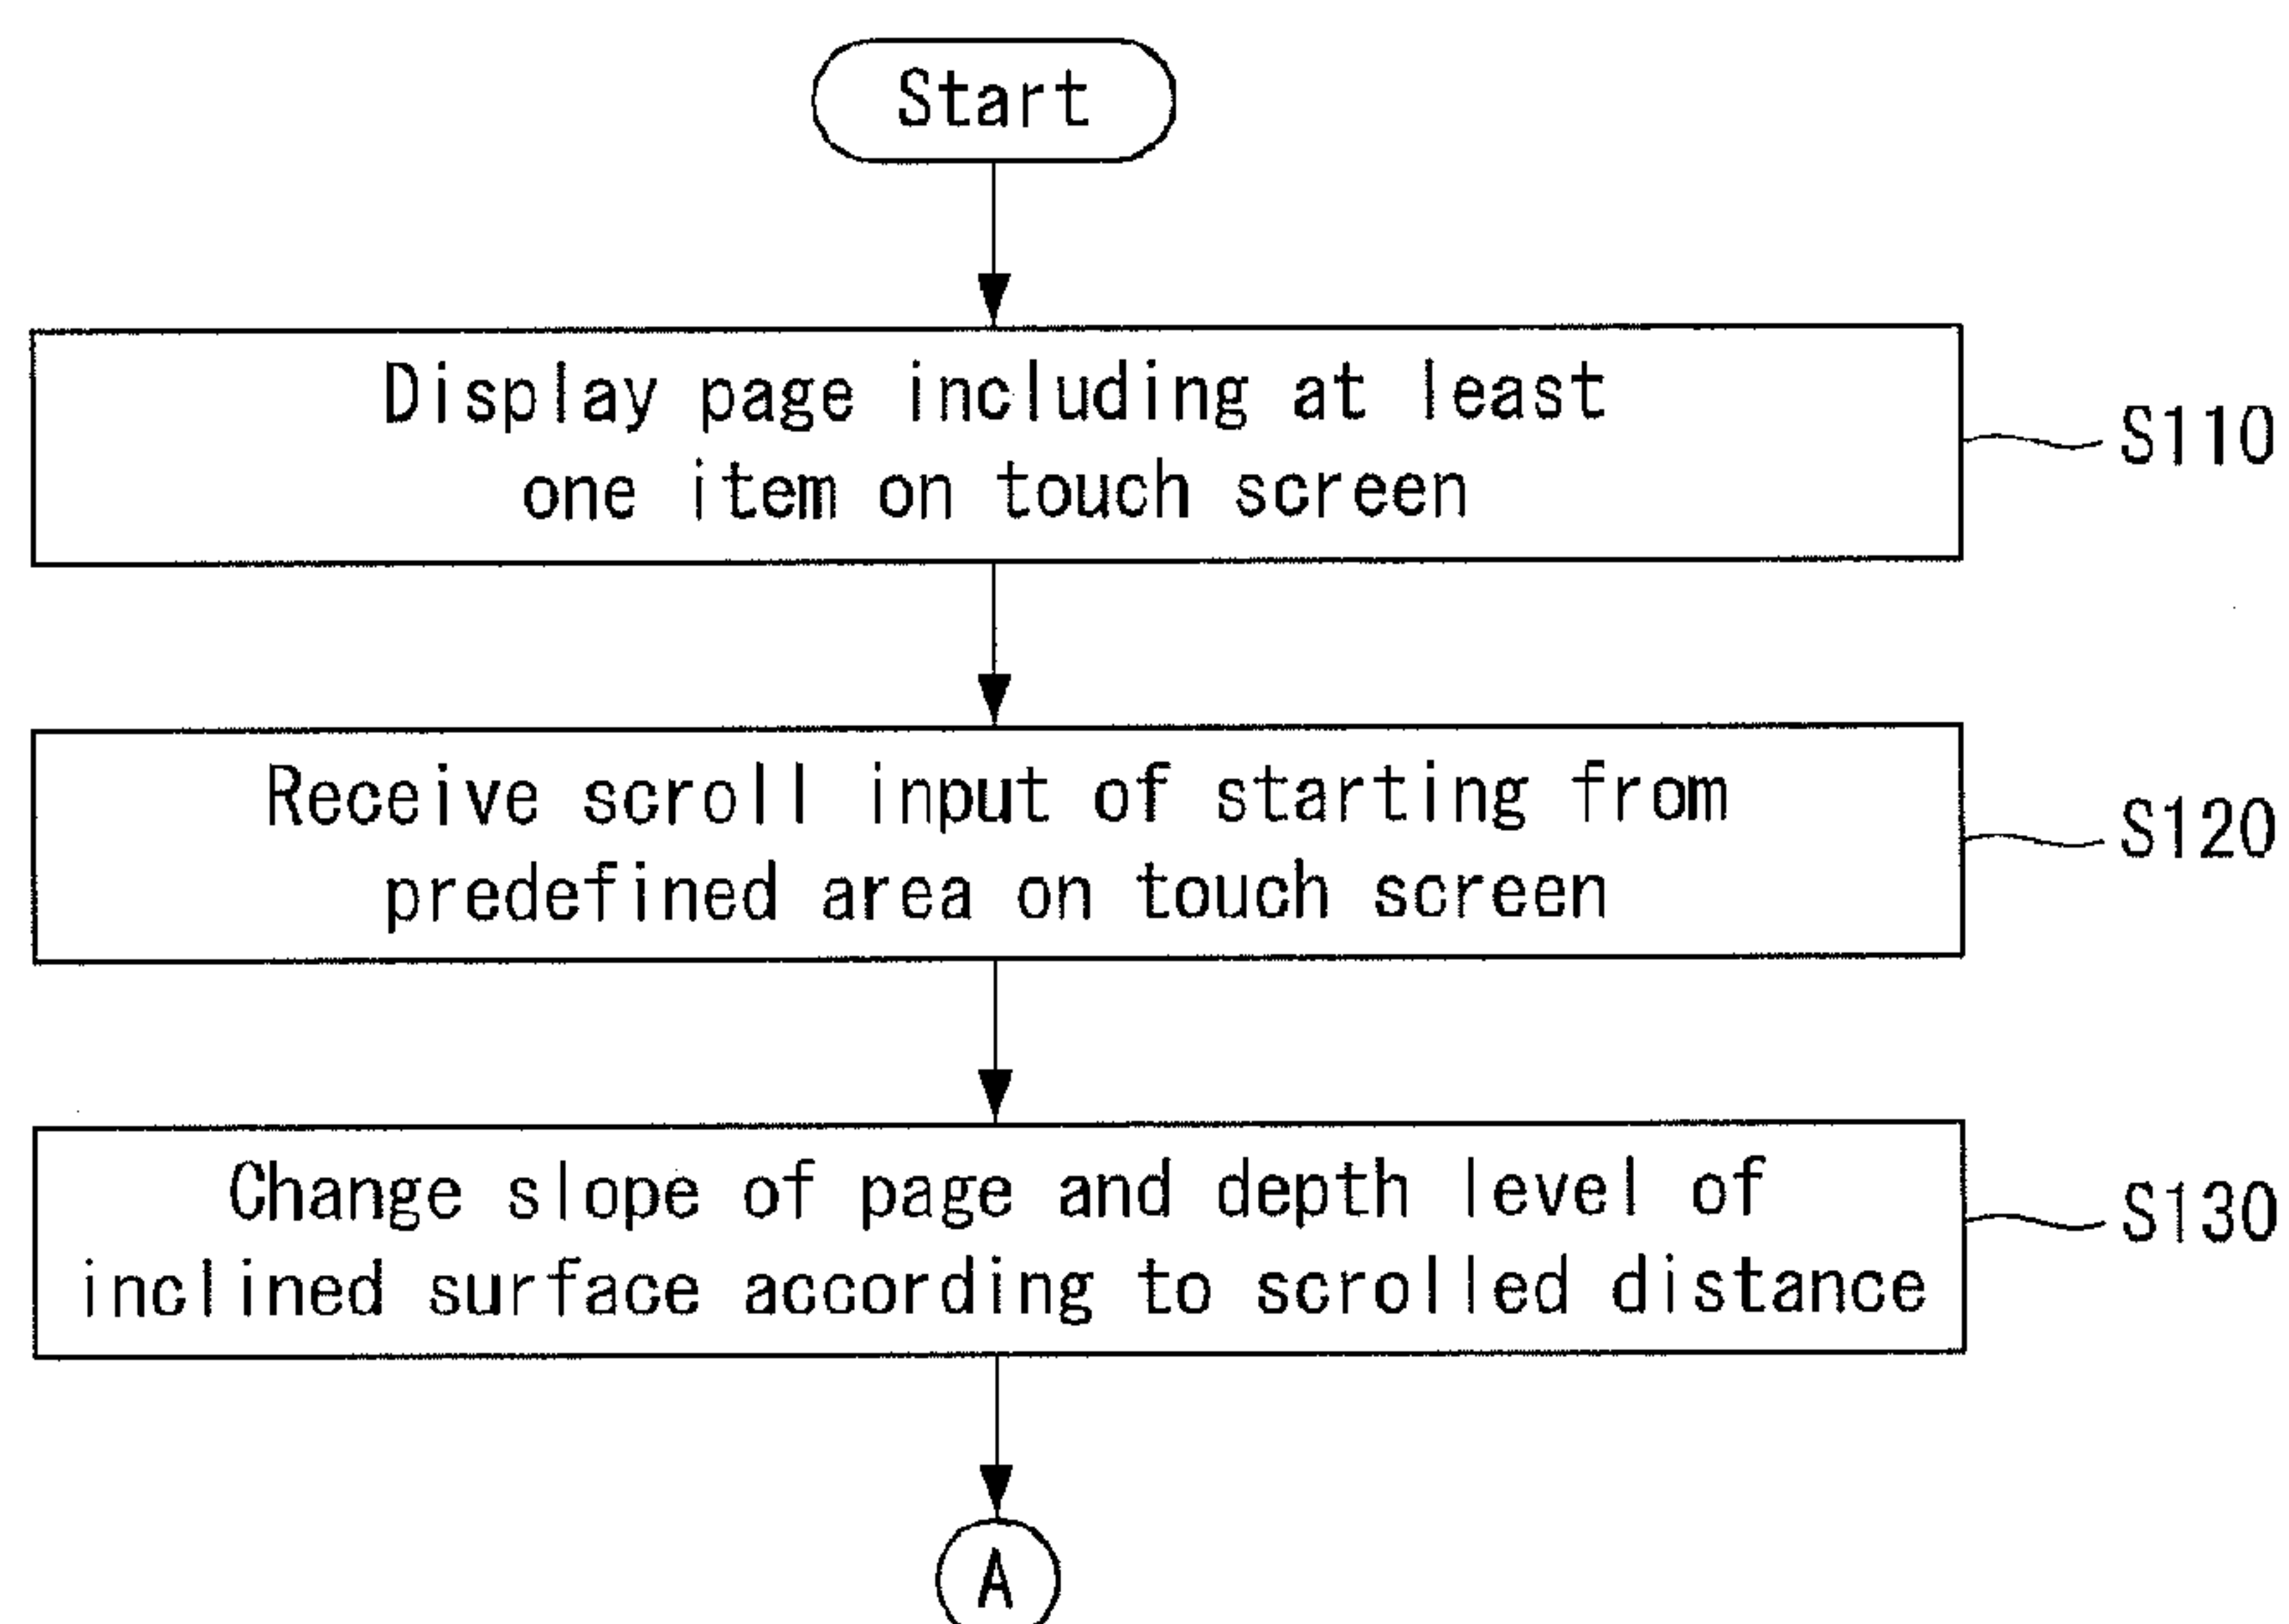 Start
Display page including at least
one item on touch screen
S110
Receive scroll input of starting from
predefined area on touch screen
S120
Change slope of page and depth level of
inclined surface according to scrolled distance
S130
A